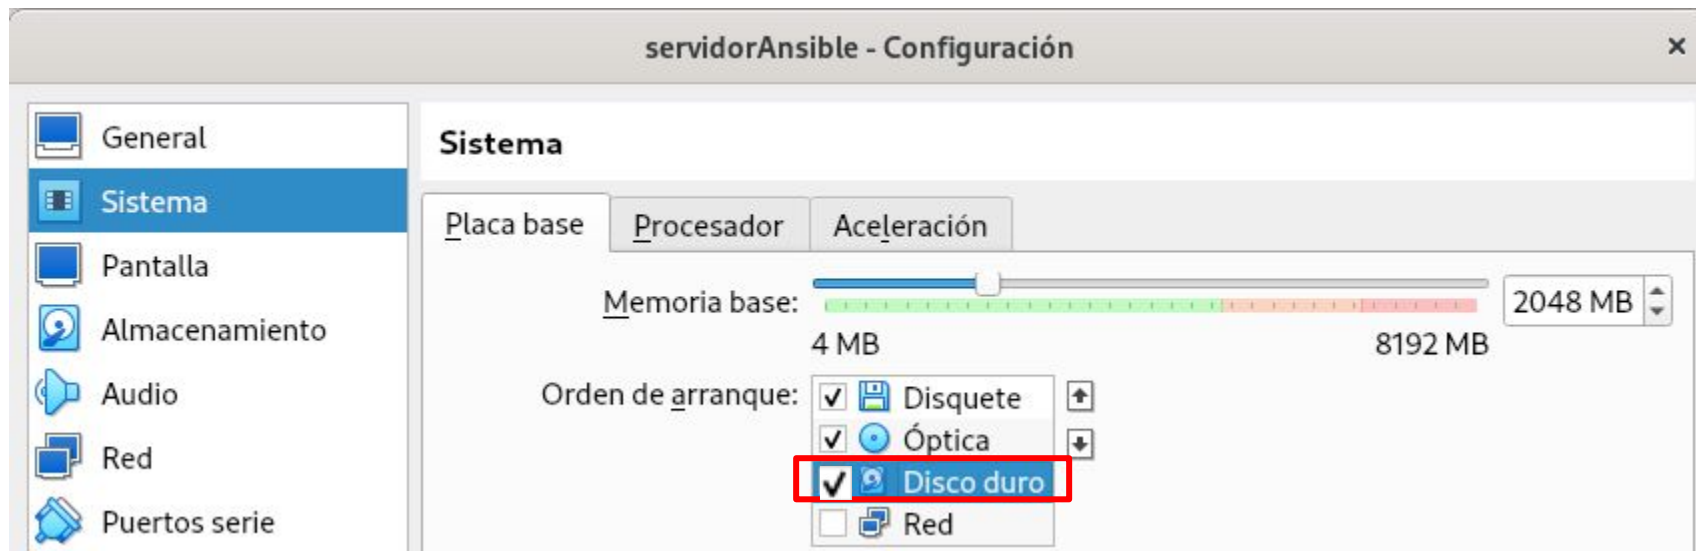 servidorAnsible - Configuración
General
Sistema
Pantalla
Almacenamiento
Audio
Red
Puertos serie
Sistema
Placa base
Procesador
Aceleración
Memoria base:
2048 MB
4 MB
8192 MB
Orden de arranque:
Disquete
Óptica
Disco duro
Red